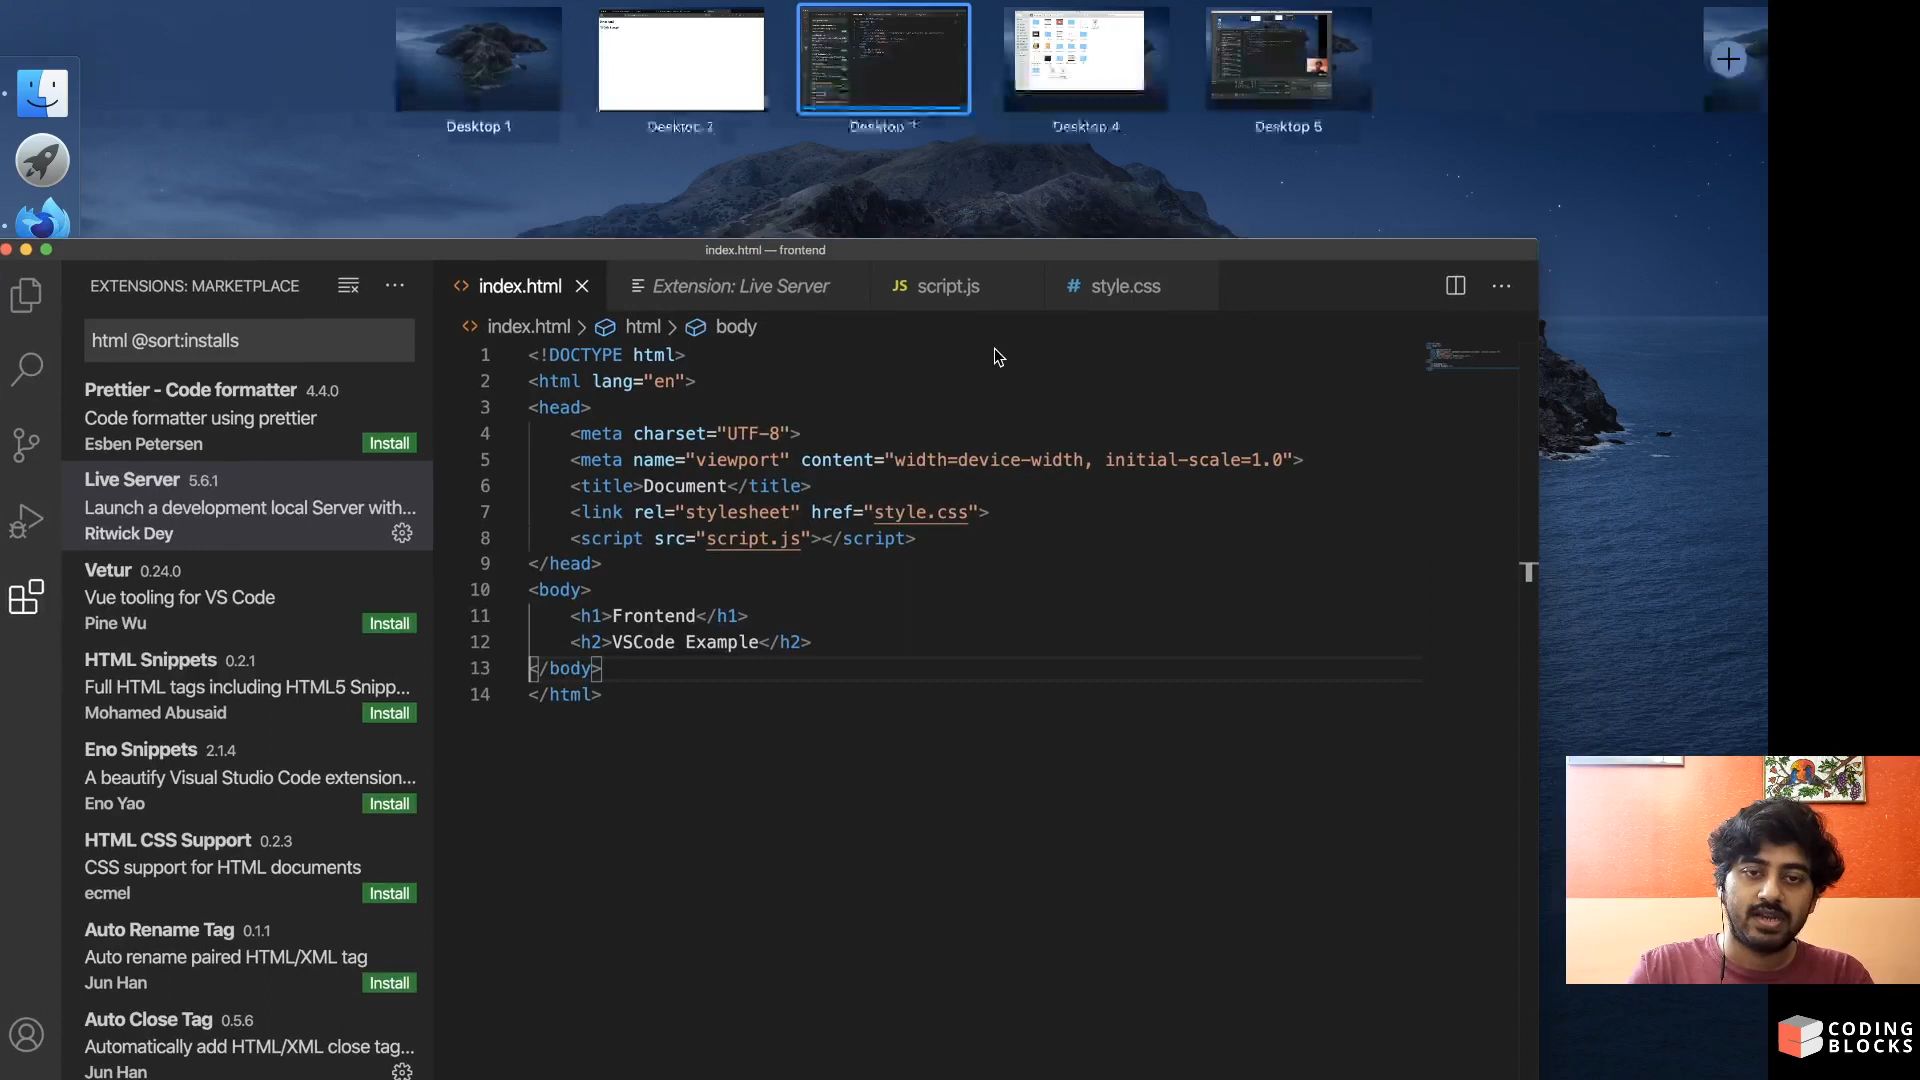 Desktop 1
Desktop 2
Desktop
Desktop 4
Desktop 5
index.html — frontend
EXTENSIONS: MARKETPLACE
html @sort:installs
Prettier - Code formatter 4.4.0
Code formatter using prettier
Esben Petersen
Install
Live Server 5.6.1
Launch a development local Server with...
Ritwick Dey
Vetur 0.24.0
Vue tooling for VS Code
Pine Wu
Install
HTML Snippets 0.2.1
Full HTML tags including HTML5 Snipp...
Mohamed Abusaid
Install
Eno Snippets 2.1.4
A beautify Visual Studio Code extension...
Eno Yao
Install
HTML CSS Support 0.2.3
CSS support for HTML documents
ecmel
Install
Auto Rename Tag 0.1.1
Auto rename paired HTML/XML tag
Jun Han
Install
Auto Close Tag 0.5.6
Automatically add HTML/XML close tag...
Jun Han
index.html
Extension: Live Server
JS script.js
# style.css
index.html > html > body
1 <!DOCTYPE html>
2 <html lang="en">
3 <head>
4 <meta charset="UTF-8">
5 <meta name="viewport" content="width=device-width, initial-scale=1.0">
6 <title>Document</title>
7 <link rel="stylesheet" href="style.css">
8 <script src="script.js"></script>
9 </head>
10 <body>
11 <h1>Frontend</h1>
12 <h2>VSCode Example</h2>
13 </body>
14 </html>
CODING
BLOCKS